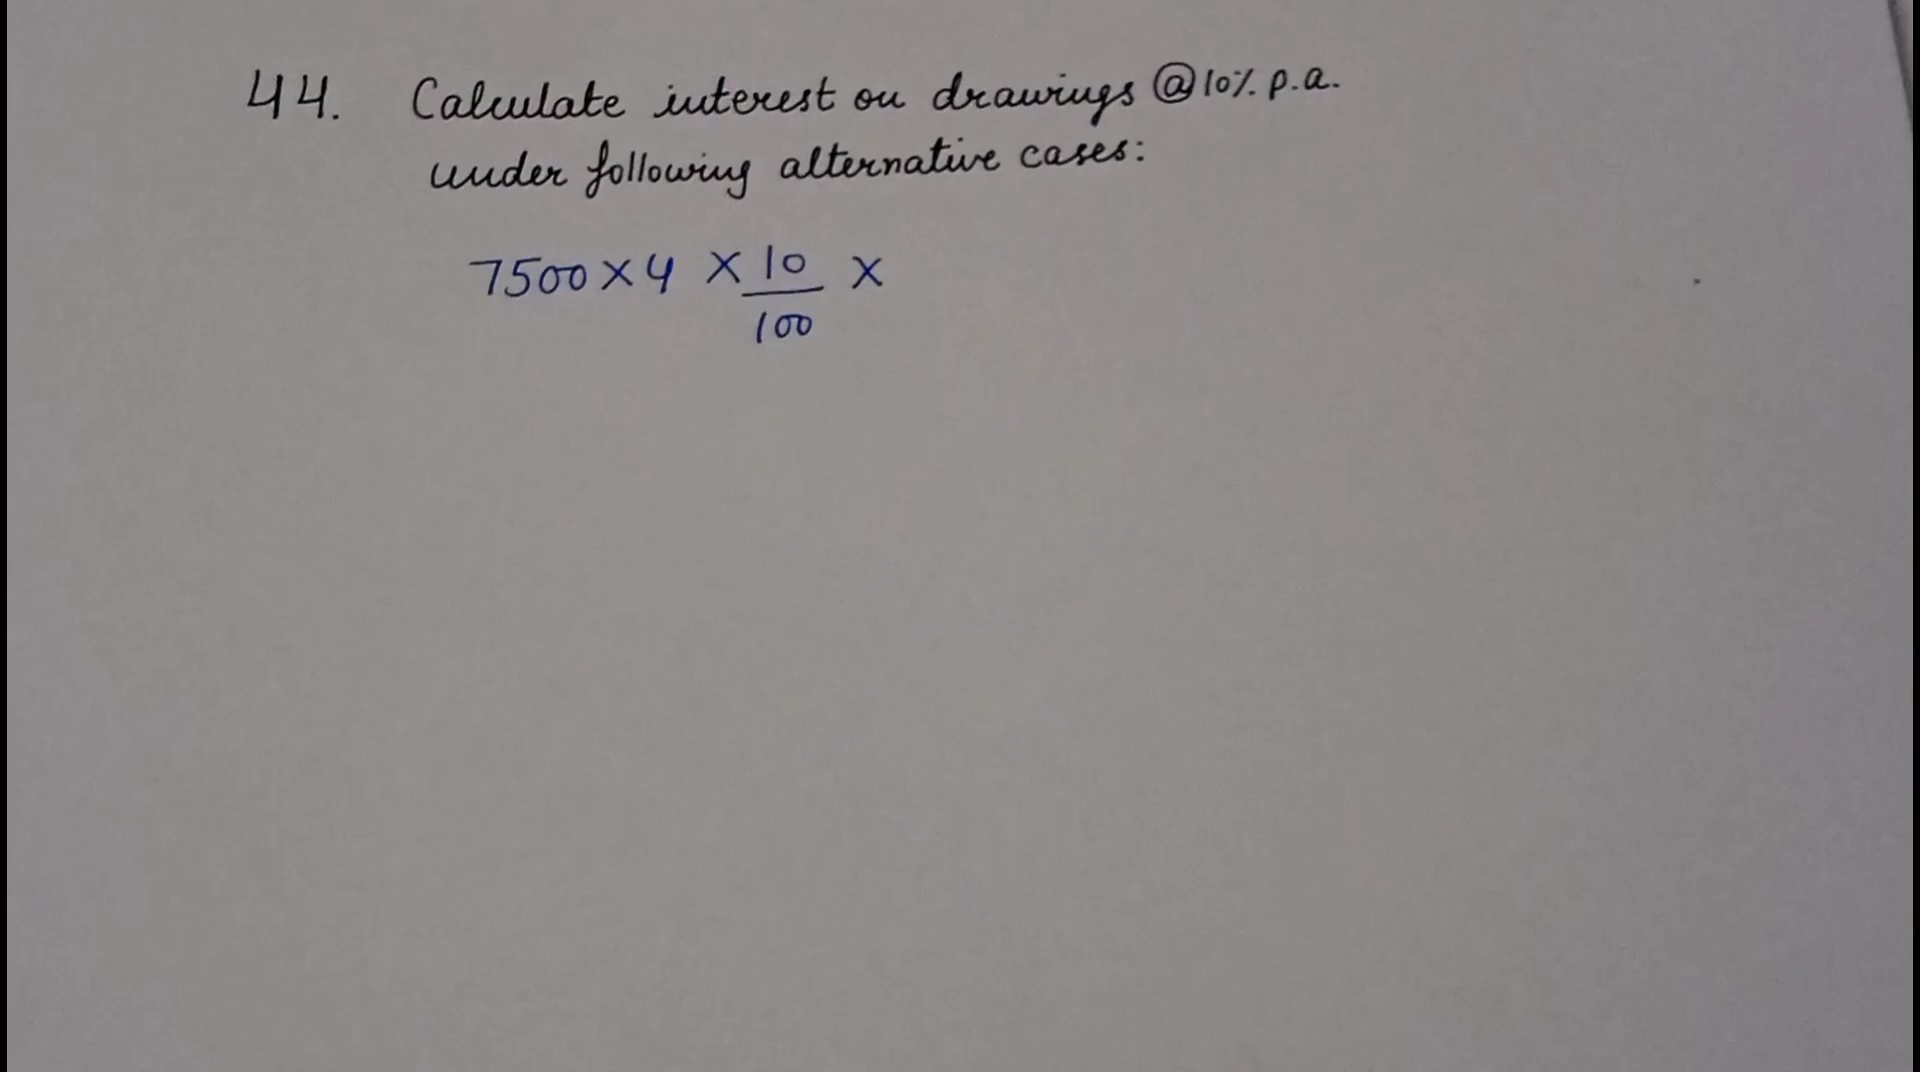 44. Calculate interest on drawings @10% p.a.
under following alternative cases:
7500 × 4 × 10/100 ×